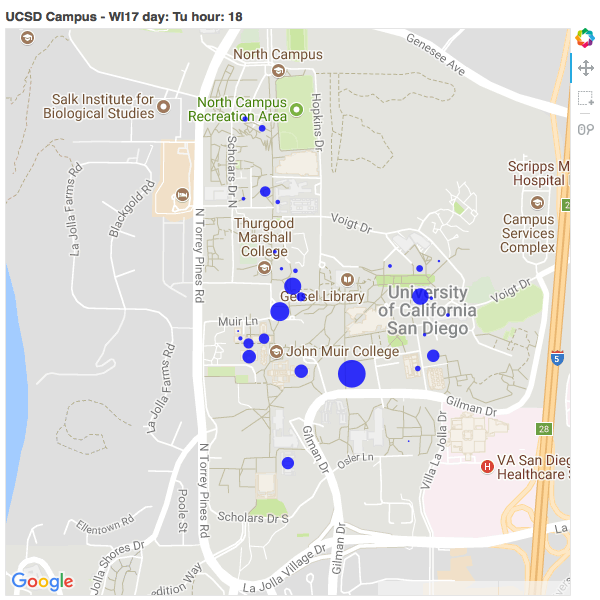 UCSD Campus - WI17 day: Tu hour: 18
Genesee Ave
North Campus
Salk Institute for
Biological Studies
North Campus
Recreation Area
Hopkins Dr
Scholars Dr N
La Jolla Farms Rd
Blackgold Rd
Scripps M
Hospital
2
Campus
Services
Complex
N Torrey Pines Rd
Voigt Dr
Thurgood
Marshall
College
Geisel Library
University
of California
San Diego
Voigt Dr
Muir Ln
John Muir College
La Jolla Farms Rd
5
Gilman Dr
Gilman Dr
Villa La Jolla Dr
28
N Torrey Pines Rd
Osler Ln
H
VA San Dieg
Healthcare S
Poole St
Ellentown Rd
Scholars Dr S
La Jolla Shores Dr
Gilman Dr
La
La Jolla Village Dr
edition Way
Google